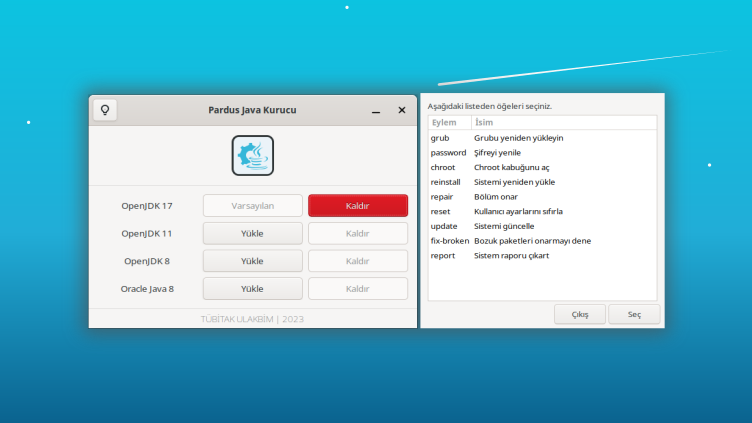 Pardus Java Kurucu
OpenJDK 17 Varsayılan Kaldır
OpenJDK 11 Yükle Kaldır
OpenJDK 8 Yükle Kaldır
Oracle Java 8 Yükle Kaldır
TÜBİTAK ULAKBİM | 2023
Aşağıdaki listeden öğeleri seçiniz.
Eylem İsim
grub Grubu yeniden yükleyin
password Şifreyi yenile
chroot Chroot kabuğunu aç
reinstall Sistemi yeniden yükle
repair Bölüm onar
reset Kullanıcı ayarlarını sıfırla
update Sistemi güncelle
fix-broken Bozuk paketleri onarmayı dene
report Sistem raporu çıkart
Çıkış Seç